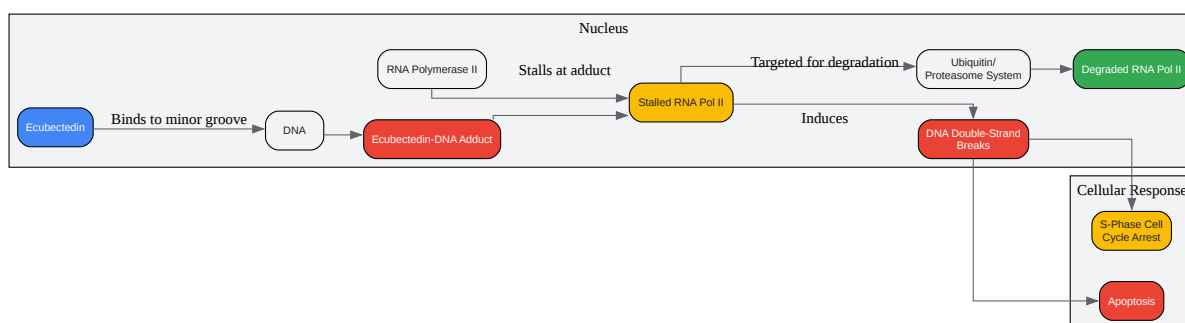 Nucleus
RNA Polymerase II
Stalls at adduct
Targeted for degradation
Ubiquitin/
Proteasome System
Degraded RNA Pol II
Ecubectedin
Binds to minor groove
DNA
Ecubectedin-DNA Adduct
Stalled RNA Pol II
Induces
DNA Double-Strand
Breaks
Cellular Response
S-Phase Cell
Cycle Arrest
Apoptosis